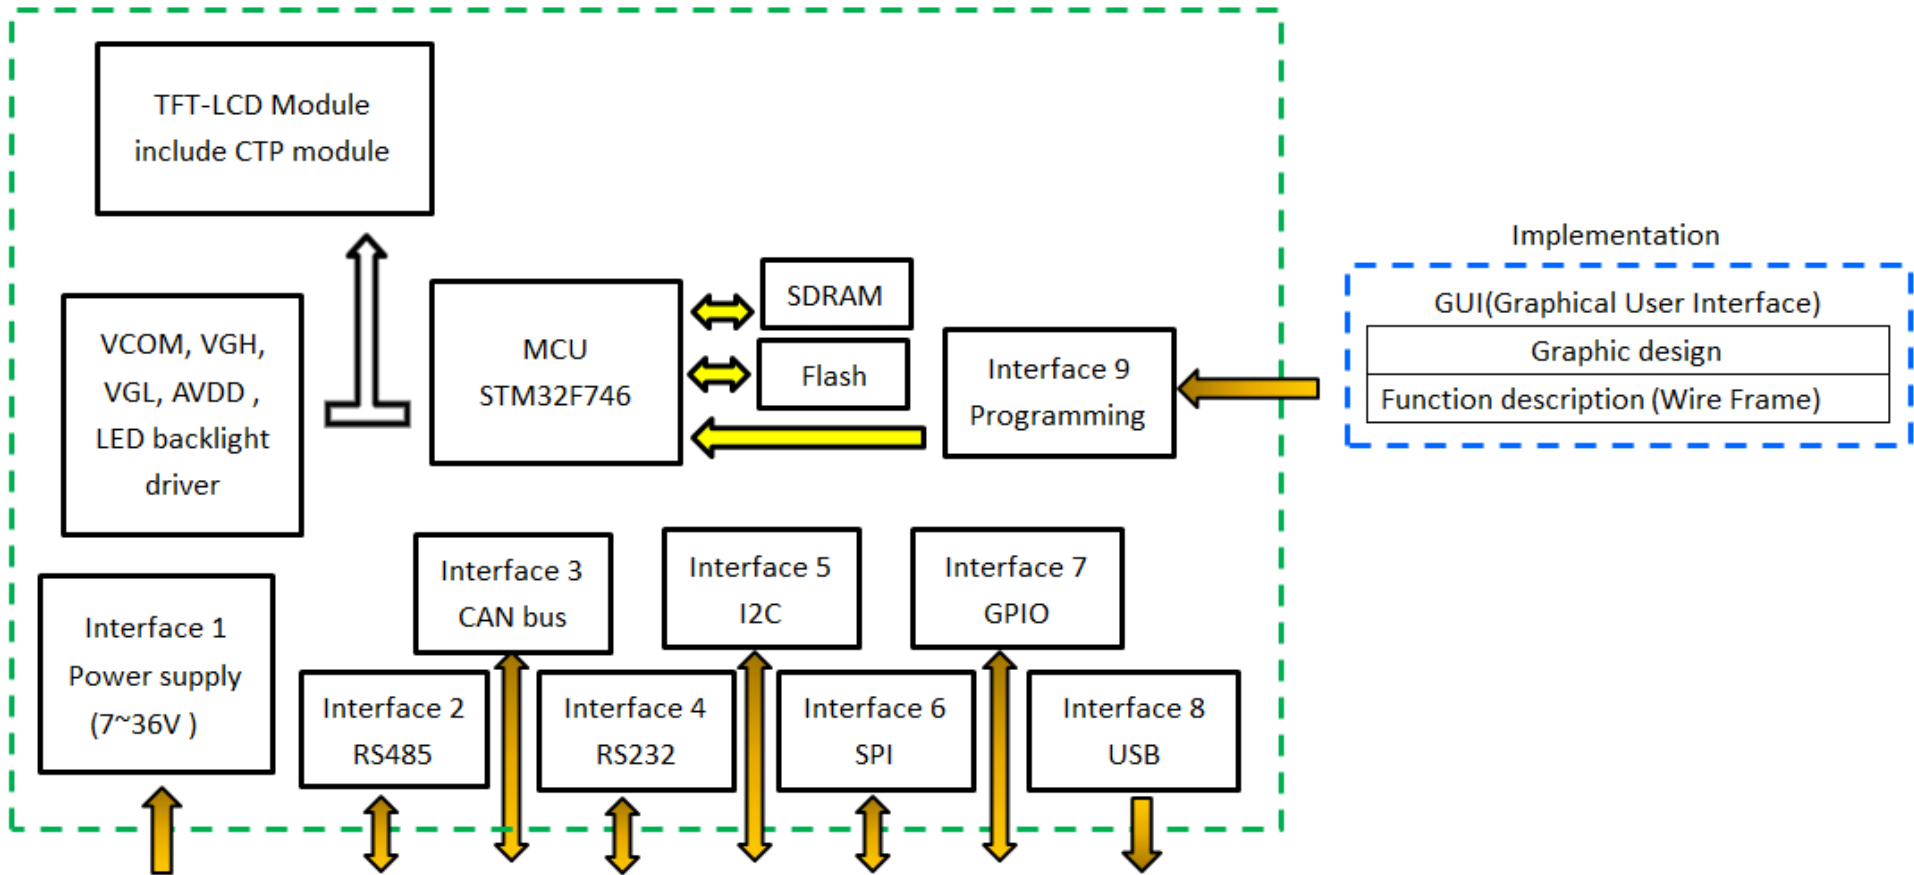 TFT-LCD Module
include CTP module
VCOM, VGH,
VGL, AVDD ,
LED backlight
driver
MCU
STM32F746
SDRAM
Flash
Interface 9
Programming
Implementation
GUI(Graphical User Interface)
Graphic design
Function description (Wire Frame)
Interface 1
Power supply
(7~36V )
Interface 2
RS485
Interface 3
CAN bus
Interface 4
RS232
Interface 5
I2C
Interface 6
SPI
Interface 7
GPIO
Interface 8
USB